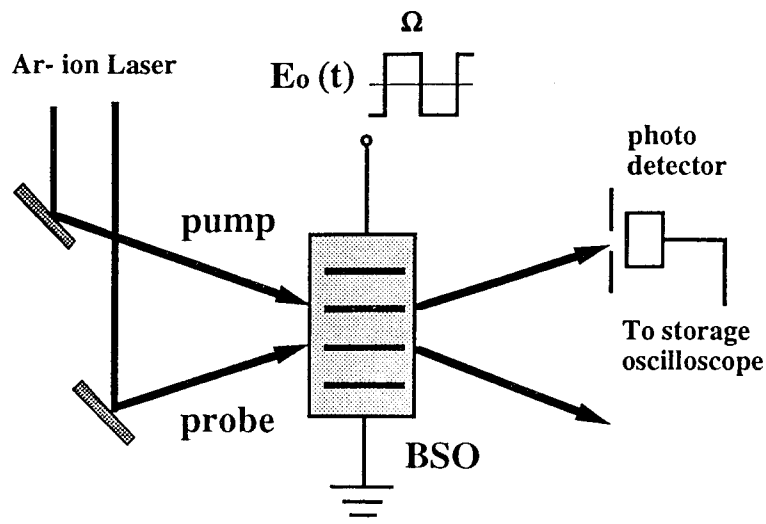 Ω
Ar- ion Laser
Eo (t)
photo
detector
pump
To storage
oscilloscope
probe
BSO